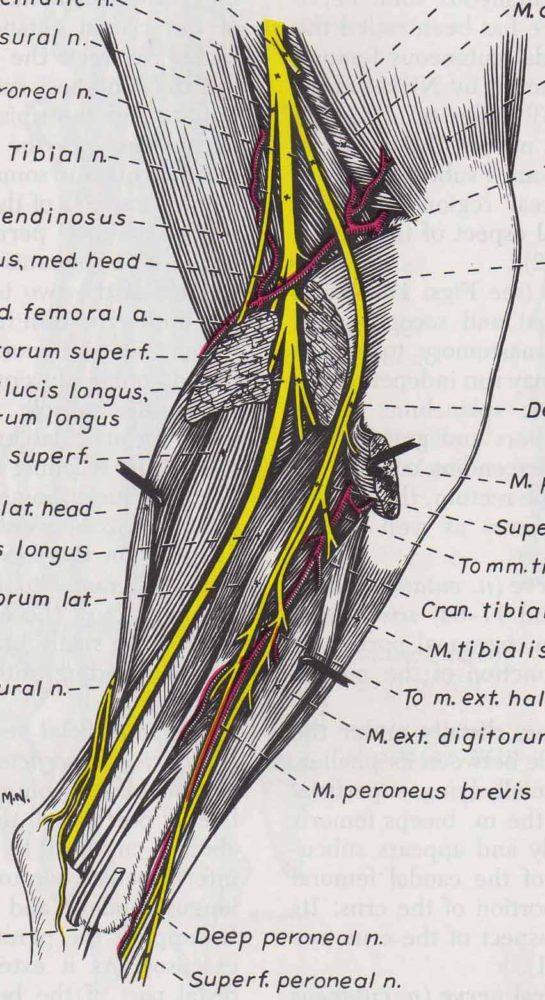 sural n.
roneal n.
Tibial n.
endinosus
us, med. head
d. femoral a.
orum superf.
lucis longus,
rum longus
superf.
lat. head
s longus
orum lat.
ural n.
M.N.
M.
De
M. p
Supe
To mm. ti
Cran. tibial
M. tibialis
To m. ext. hal
M. ext. digitorum
M. peroneus brevis
Deep peroneal n.
Superf. peroneal n.